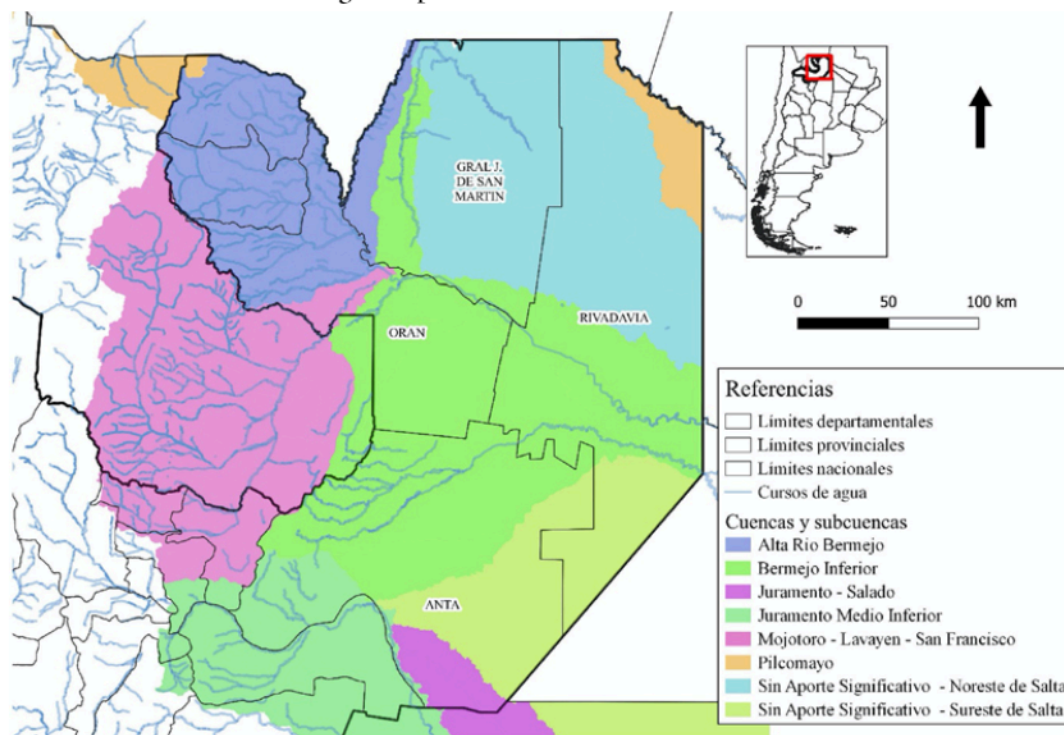 GRAL J.
DE SAN
MARTIN
RIVADAVIA
ORAN
ANTA
0 50 100 km
Referencias
Límites departamentales
Límites provinciales
Límites nacionales
Cursos de agua
Cuencas y subcuencas
Alta Rio Bermejo
Bermejo Inferior
Juramento - Salado
Juramento Medio Inferior
Mojotoro - Lavayen - San Francisco
Pilcomayo
Sin Aporte Significativo - Noreste de Salta
Sin Aporte Significativo - Sureste de Salta